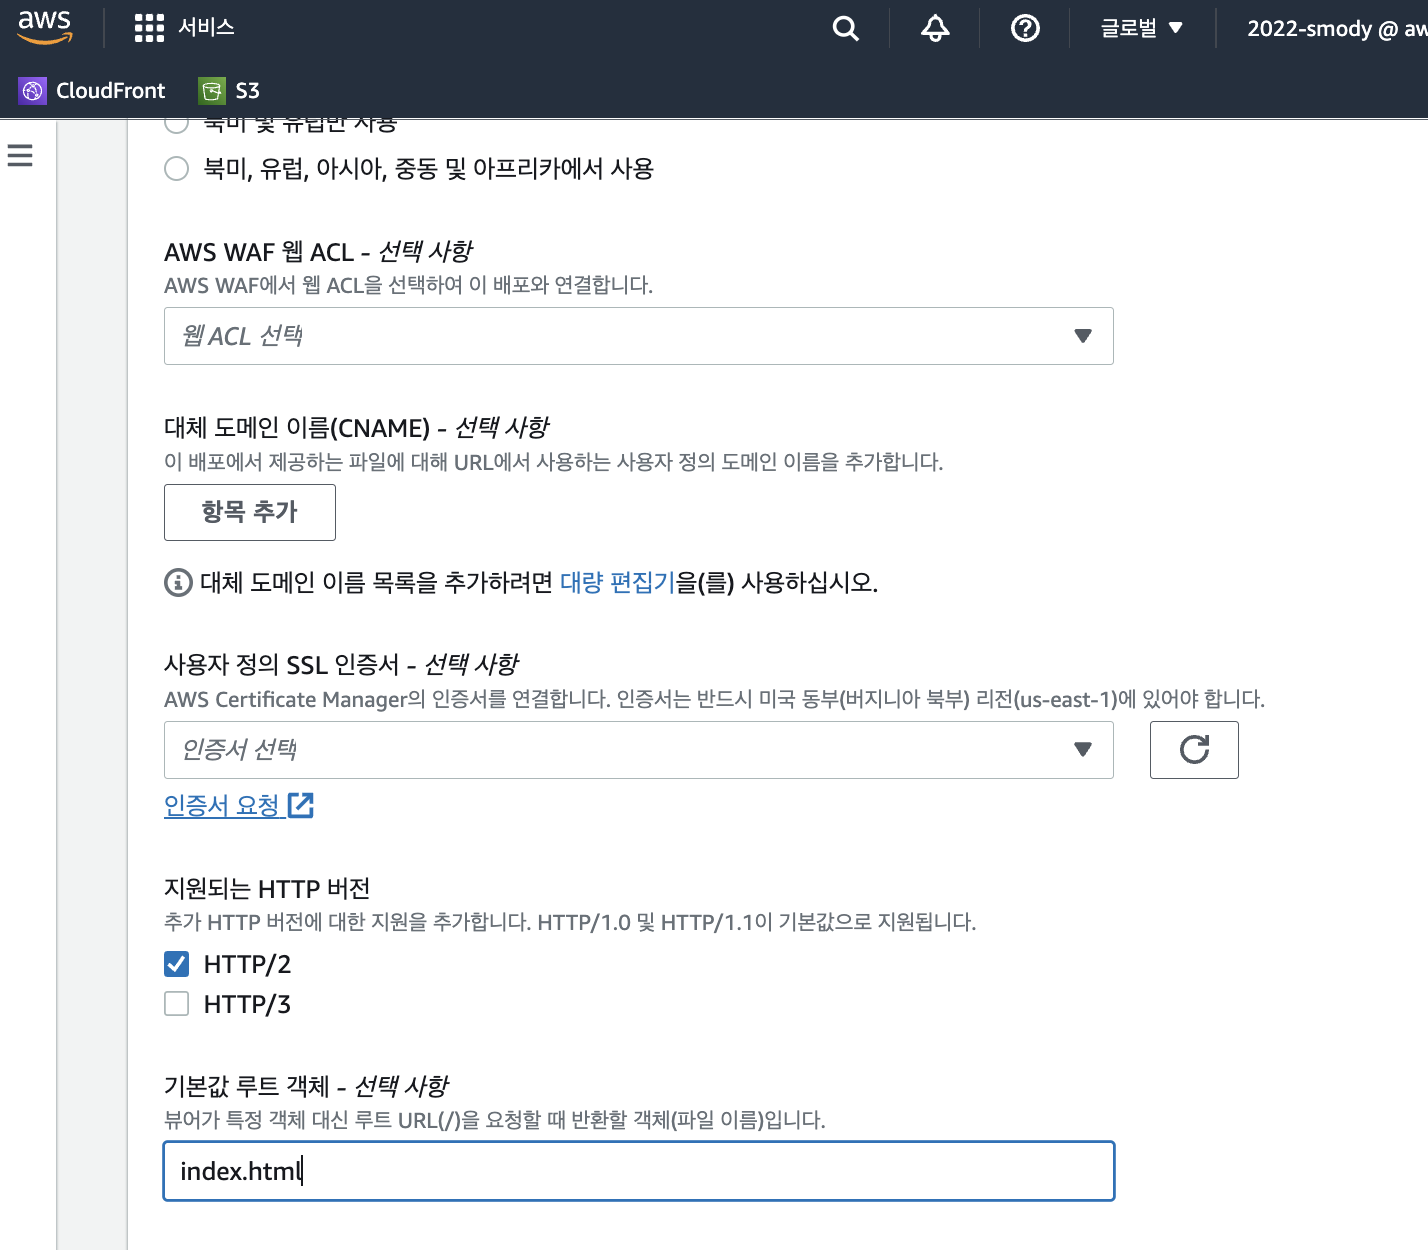 aws
서비스
글로벌
2022-smody @ aw
CloudFront
S3
북미 및 유럽만 사용
북미, 유럽, 아시아, 중동 및 아프리카에서 사용
AWS WAF 웹 ACL - 선택 사항
AWS WAF에서 웹 ACL을 선택하여 이 배포와 연결합니다.
웹 ACL 선택
대체 도메인 이름(CNAME) - 선택 사항
이 배포에서 제공하는 파일에 대해 URL에서 사용하는 사용자 정의 도메인 이름을 추가합니다.
항목 추가
대체 도메인 이름 목록을 추가하려면 대량 편집기을(를) 사용하십시오.
사용자 정의 SSL 인증서 - 선택 사항
AWS Certificate Manager의 인증서를 연결합니다. 인증서는 반드시 미국 동부(버지니아 북부) 리전(us-east-1)에 있어야 합니다.
인증서 선택
인증서 요청
지원되는 HTTP 버전
추가 HTTP 버전에 대한 지원을 추가합니다. HTTP/1.0 및 HTTP/1.1이 기본값으로 지원됩니다.
HTTP/2
HTTP/3
기본값 루트 객체 - 선택 사항
뷰어가 특정 객체 대신 루트 URL(/)을 요청할 때 반환할 객체(파일 이름)입니다.
index.html